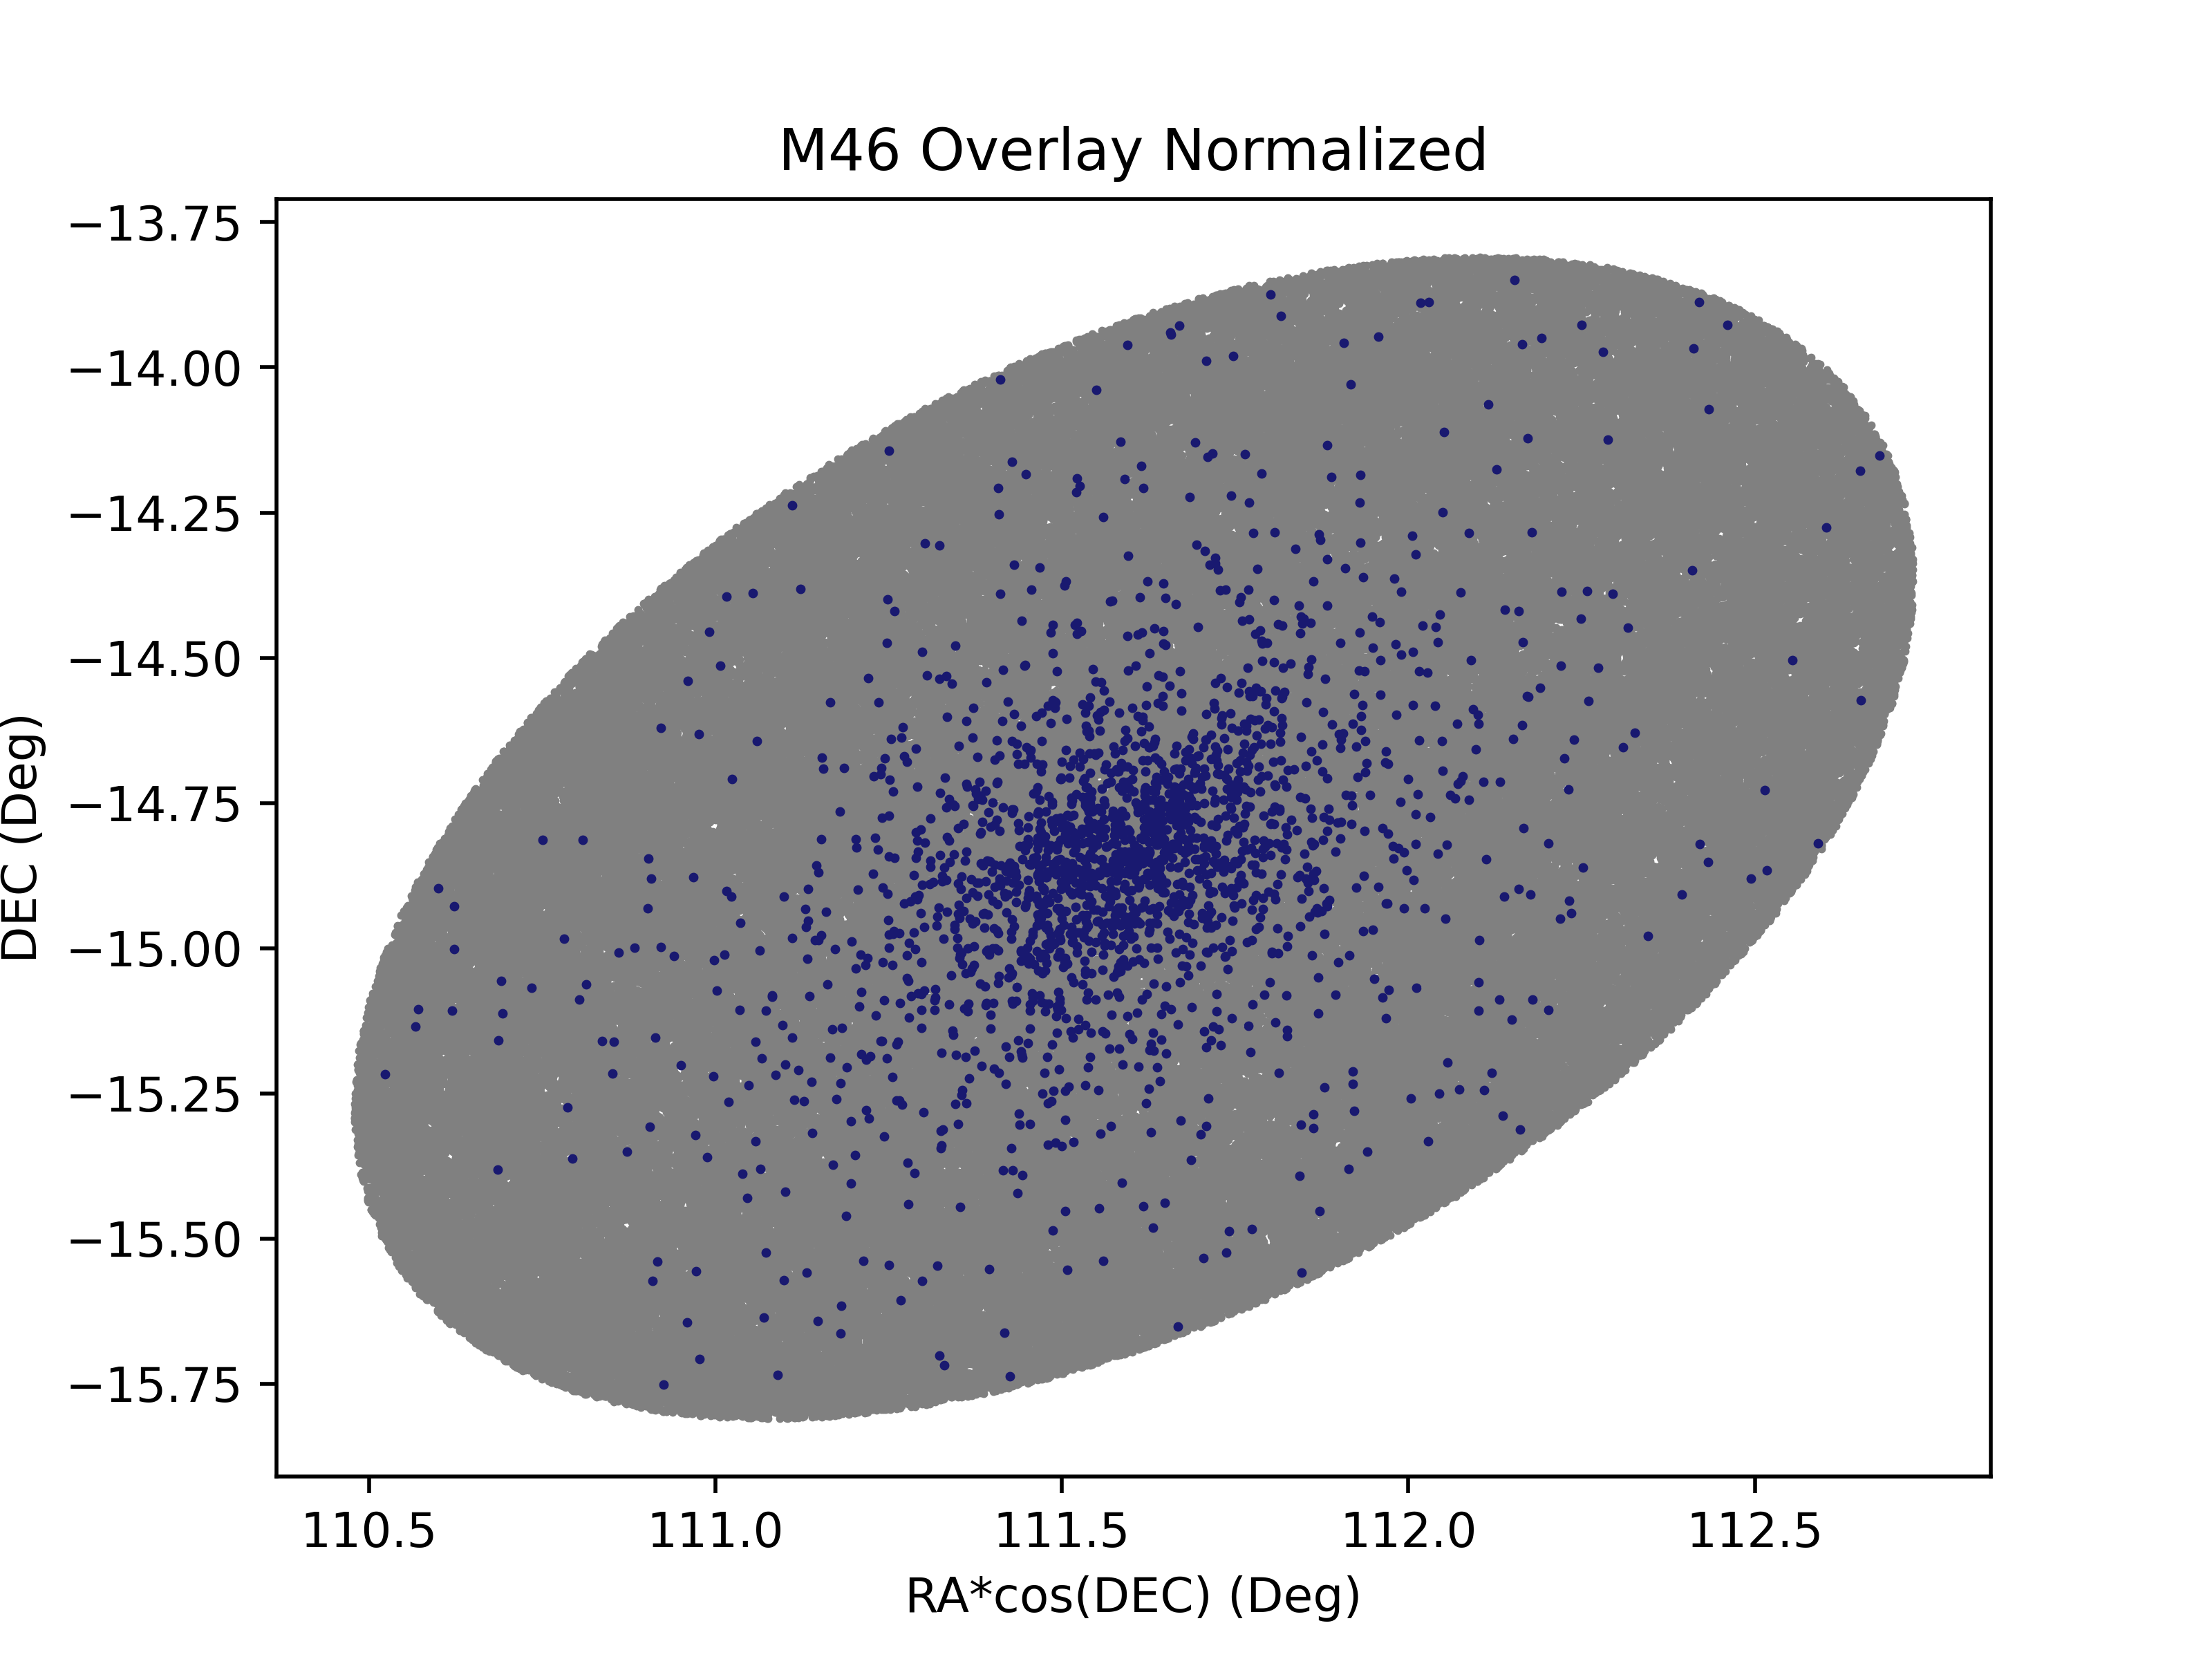 M46 Overlay Normalized
−13.75
−14.00
−14.25
−14.50
−14.75
−15.00
−15.25
−15.50
−15.75
DEC (Deg)
110.5 111.0 111.5 112.0 112.5
RA*cos(DEC) (Deg)